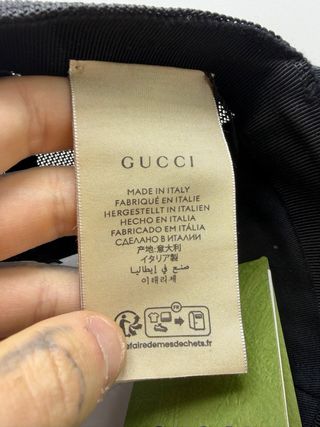 GUCCI
MADE IN ITALY
FABRIQUÉ EN ITALIE
HERGESTELLT IN ITALIEN
HECHO EN ITALIA
FABRICADO EM ITÁLIA
СДЕЛАНО В ИТАЛИИ
产地:意大利
イタリア製
صنع في إيطاليا
이태리제
FR
efairedemesdechets.fr